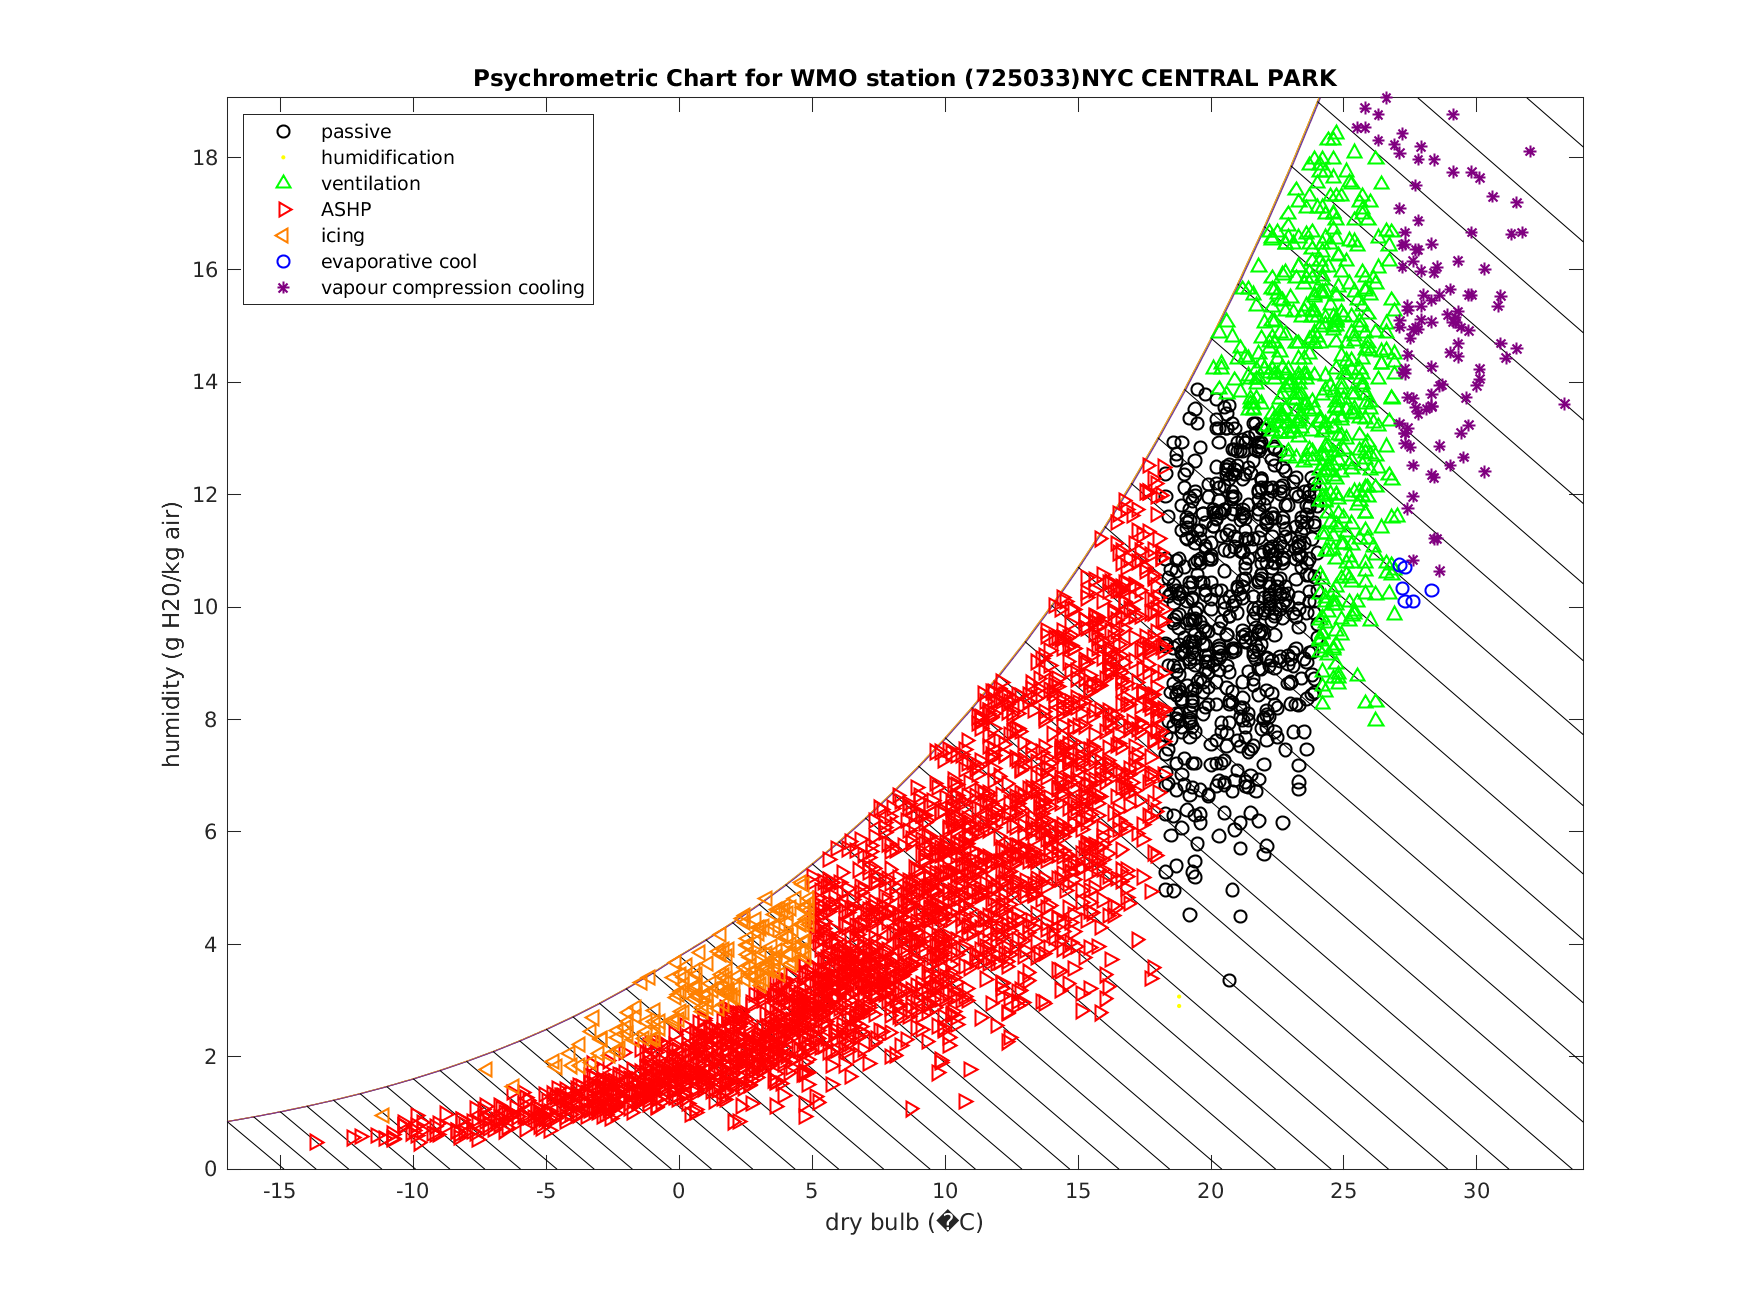 Psychrometric Chart for WMO station (725033)NYC CENTRAL PARK
passive
humidification
ventilation
ASHP
icing
evaporative cool
vapour compression cooling
humidity (g H20/kg air)
18
16
14
12
10
8
6
4
2
0
-15 -10 -5 0 5 10 15 20 25 30
dry bulb (�C)